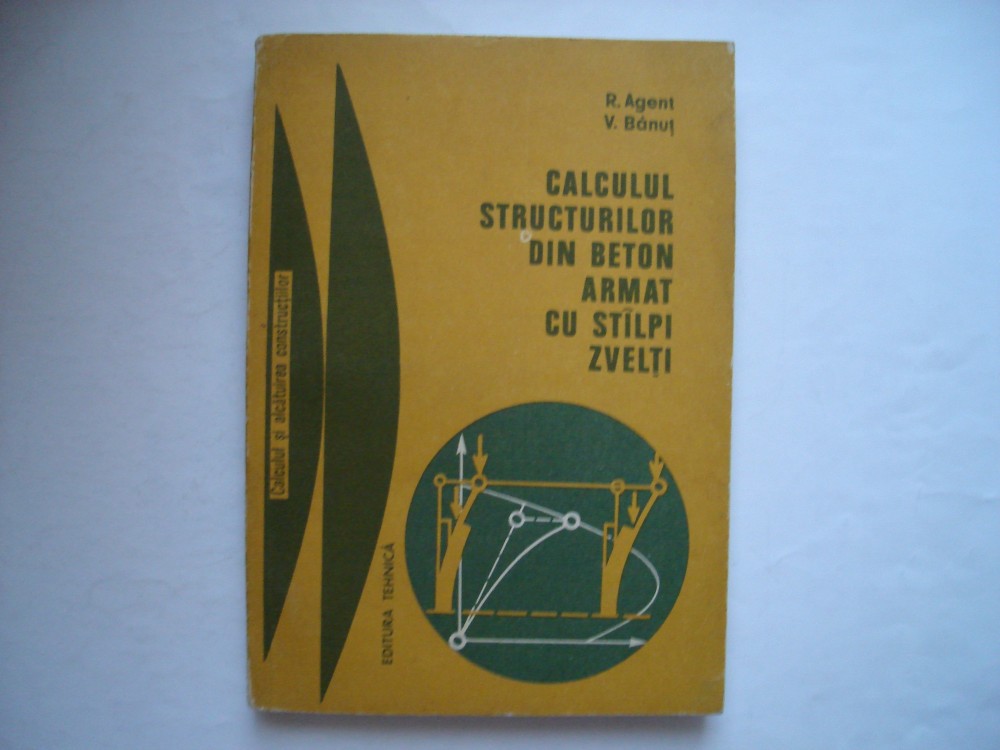 R. Agent
V. Bănuț
CALCULUL
STRUCTURILOR
DIN BETON
ARMAT
CU STÎLPI
ZVELȚI
Calculul și alcătuirea construcțiilor
EDITURA TEHNICĂ